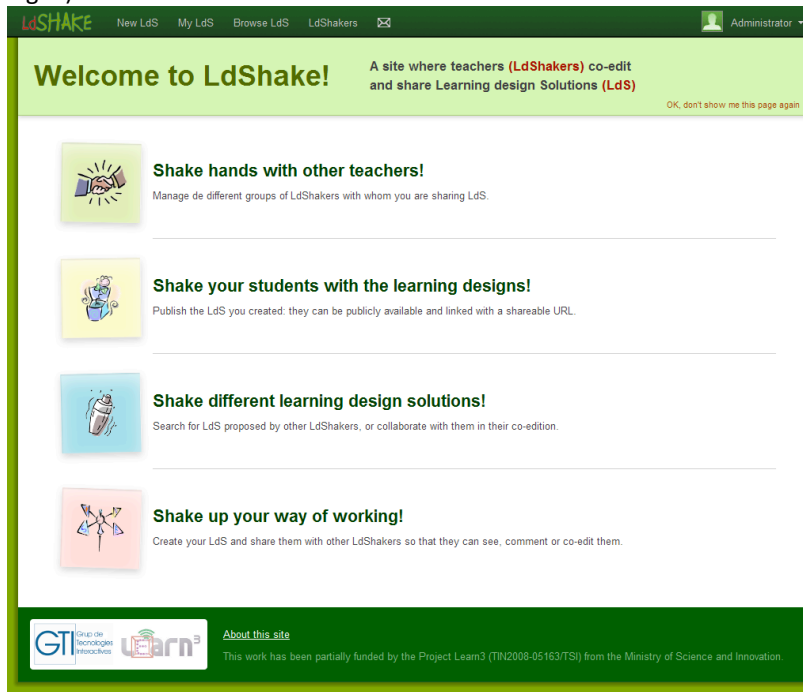 LdSHAKE New LdS My LdS Browse LdS LdShakers Administrator
Welcome to LdShake!
A site where teachers (LdShakers) co-edit
and share Learning design Solutions (LdS)
OK, don't show me this page again
Shake hands with other teachers!
Manage de different groups of LdShakers with whom you are sharing LdS.
Shake your students with the learning designs!
Publish the LdS you created: they can be publicly available and linked with a shareable URL.
Shake different learning design solutions!
Search for LdS proposed by other LdShakers, or collaborate with them in their co-edition.
Shake up your way of working!
Create your LdS and share them with other LdShakers so that they can see, comment or co-edit them.
GTI Grup de
Tecnologies
Interactives
Learn³
About this site
This work has been partially funded by the Project Learn3 (TIN2008-05163/TSI) from the Ministry of Science and Innovation.